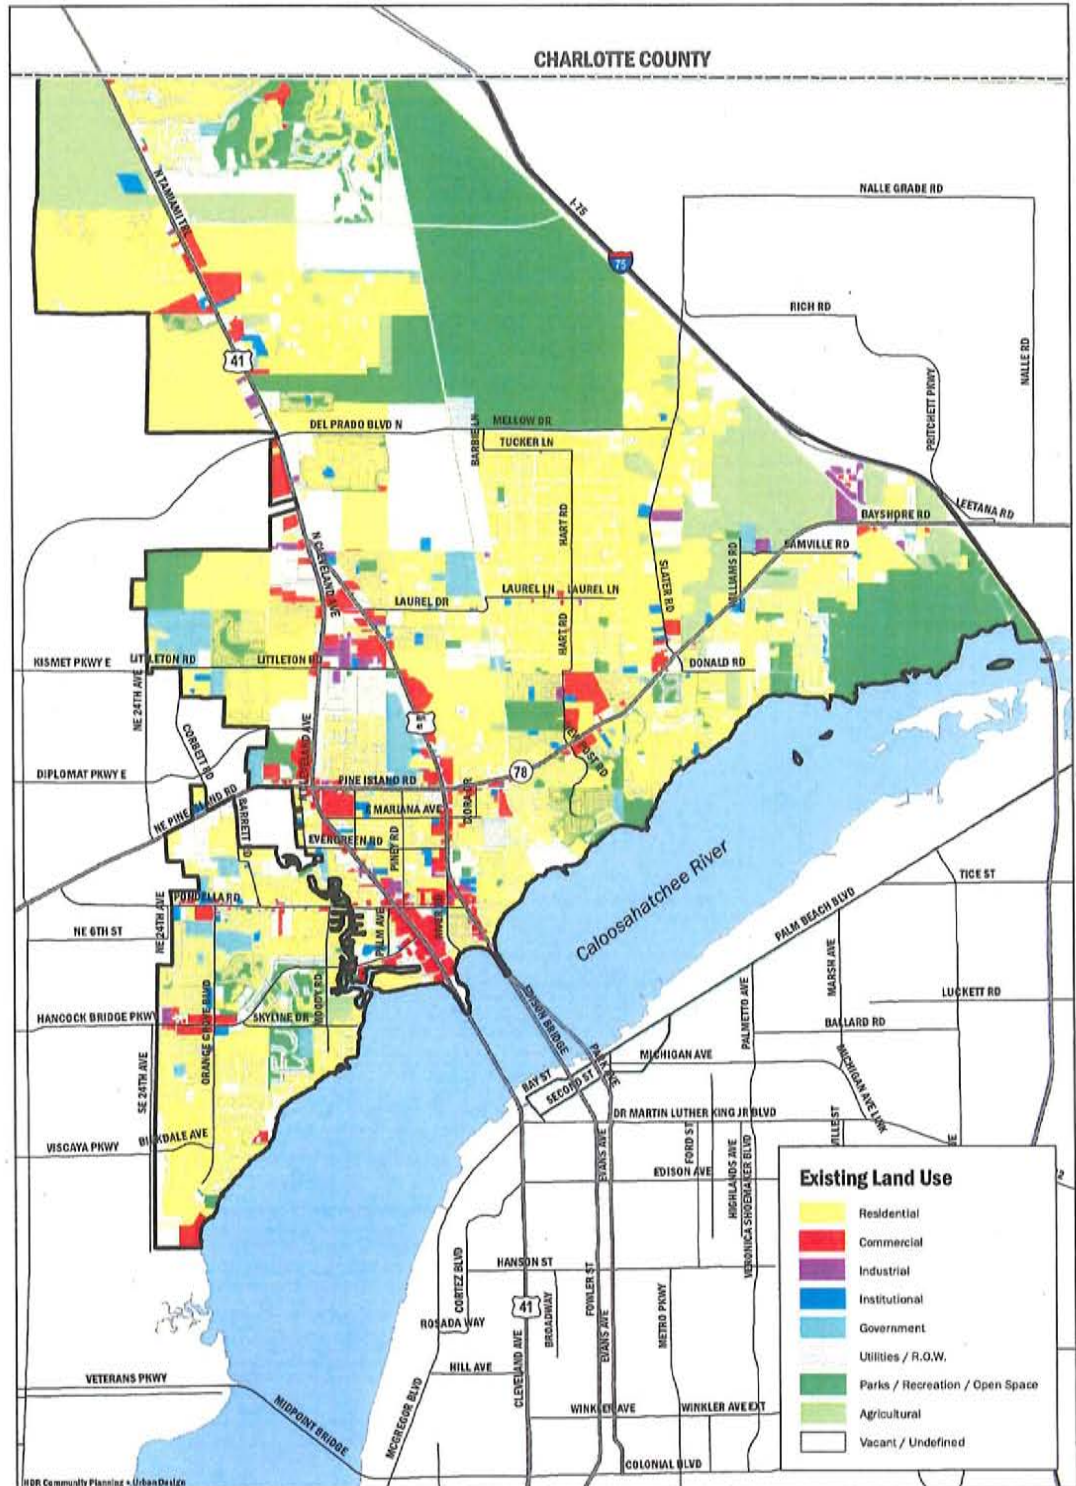 CHARLOTTE COUNTY
N TAMIAMI TRL
NALLE GRADE RD
I-75
75
RICH RD
NALLE RD
41
PRITCHETT PKWY
DEL PRADO BLVD N
MELLOW DR
BARBIE LN
TUCKER LN
HART RD
LEETANA RD
BAYSHORE RD
SAMVILLE RD
N CLEVELAND AVE
WILLIAMS RD
SLATER RD
LAUREL LN
LAUREL LN
LAUREL DR
HART RD
KISMET PKWY E
LITTLETON RD
LITTLETON RD
DONALD RD
NE 24TH AVE
CORBETT RD
DIPLOMAT PKWY E
PINE ISLAND RD
78
E MARIANA AVE
BARRETT RD
EVERGREEN RD
PINEY RD
Caloosahatchee River
TICE ST
PONDELLA RD
PALM BEACH BLVD
NE 24TH AVE
NE 6TH ST
PALM AVE
MARSH AVE
ORANGE GROVE BLVD
MOODY RD
PALMETTO AVE
LUCKETT RD
HANCOCK BRIDGE PKWY
SKYLINE DR
EDISON BRIDGE
BALLARD RD
SE 24TH AVE
PARK AVE
MICHIGAN AVE
MICHIGAN AVE LINK
BAY ST
SECOND ST
DR MARTIN LUTHER KING JR BLVD
VISCAYA PKWY
EVANS AVE
FORD ST
HIGHLANDS AVE
VERONICA SHOEMAKER BLVD
EDISON AVE
CORTEZ BLVD
HANSON ST
41
BROADWAY
FOWLER ST
EVANS AVE
METRO PKWY
ROSADA WAY
CLEVELAND AVE
HILL AVE
VETERANS PKWY
MIDPOINT BRIDGE
MCGREGOR BLVD
WINKLER AVE
WINKLER AVE EXT
COLONIAL BLVD
Existing Land Use
Residential
Commercial
Industrial
Institutional
Government
Utilities / R.O.W.
Parks / Recreation / Open Space
Agricultural
Vacant / Undefined
HDR Community Planning + Urban Design